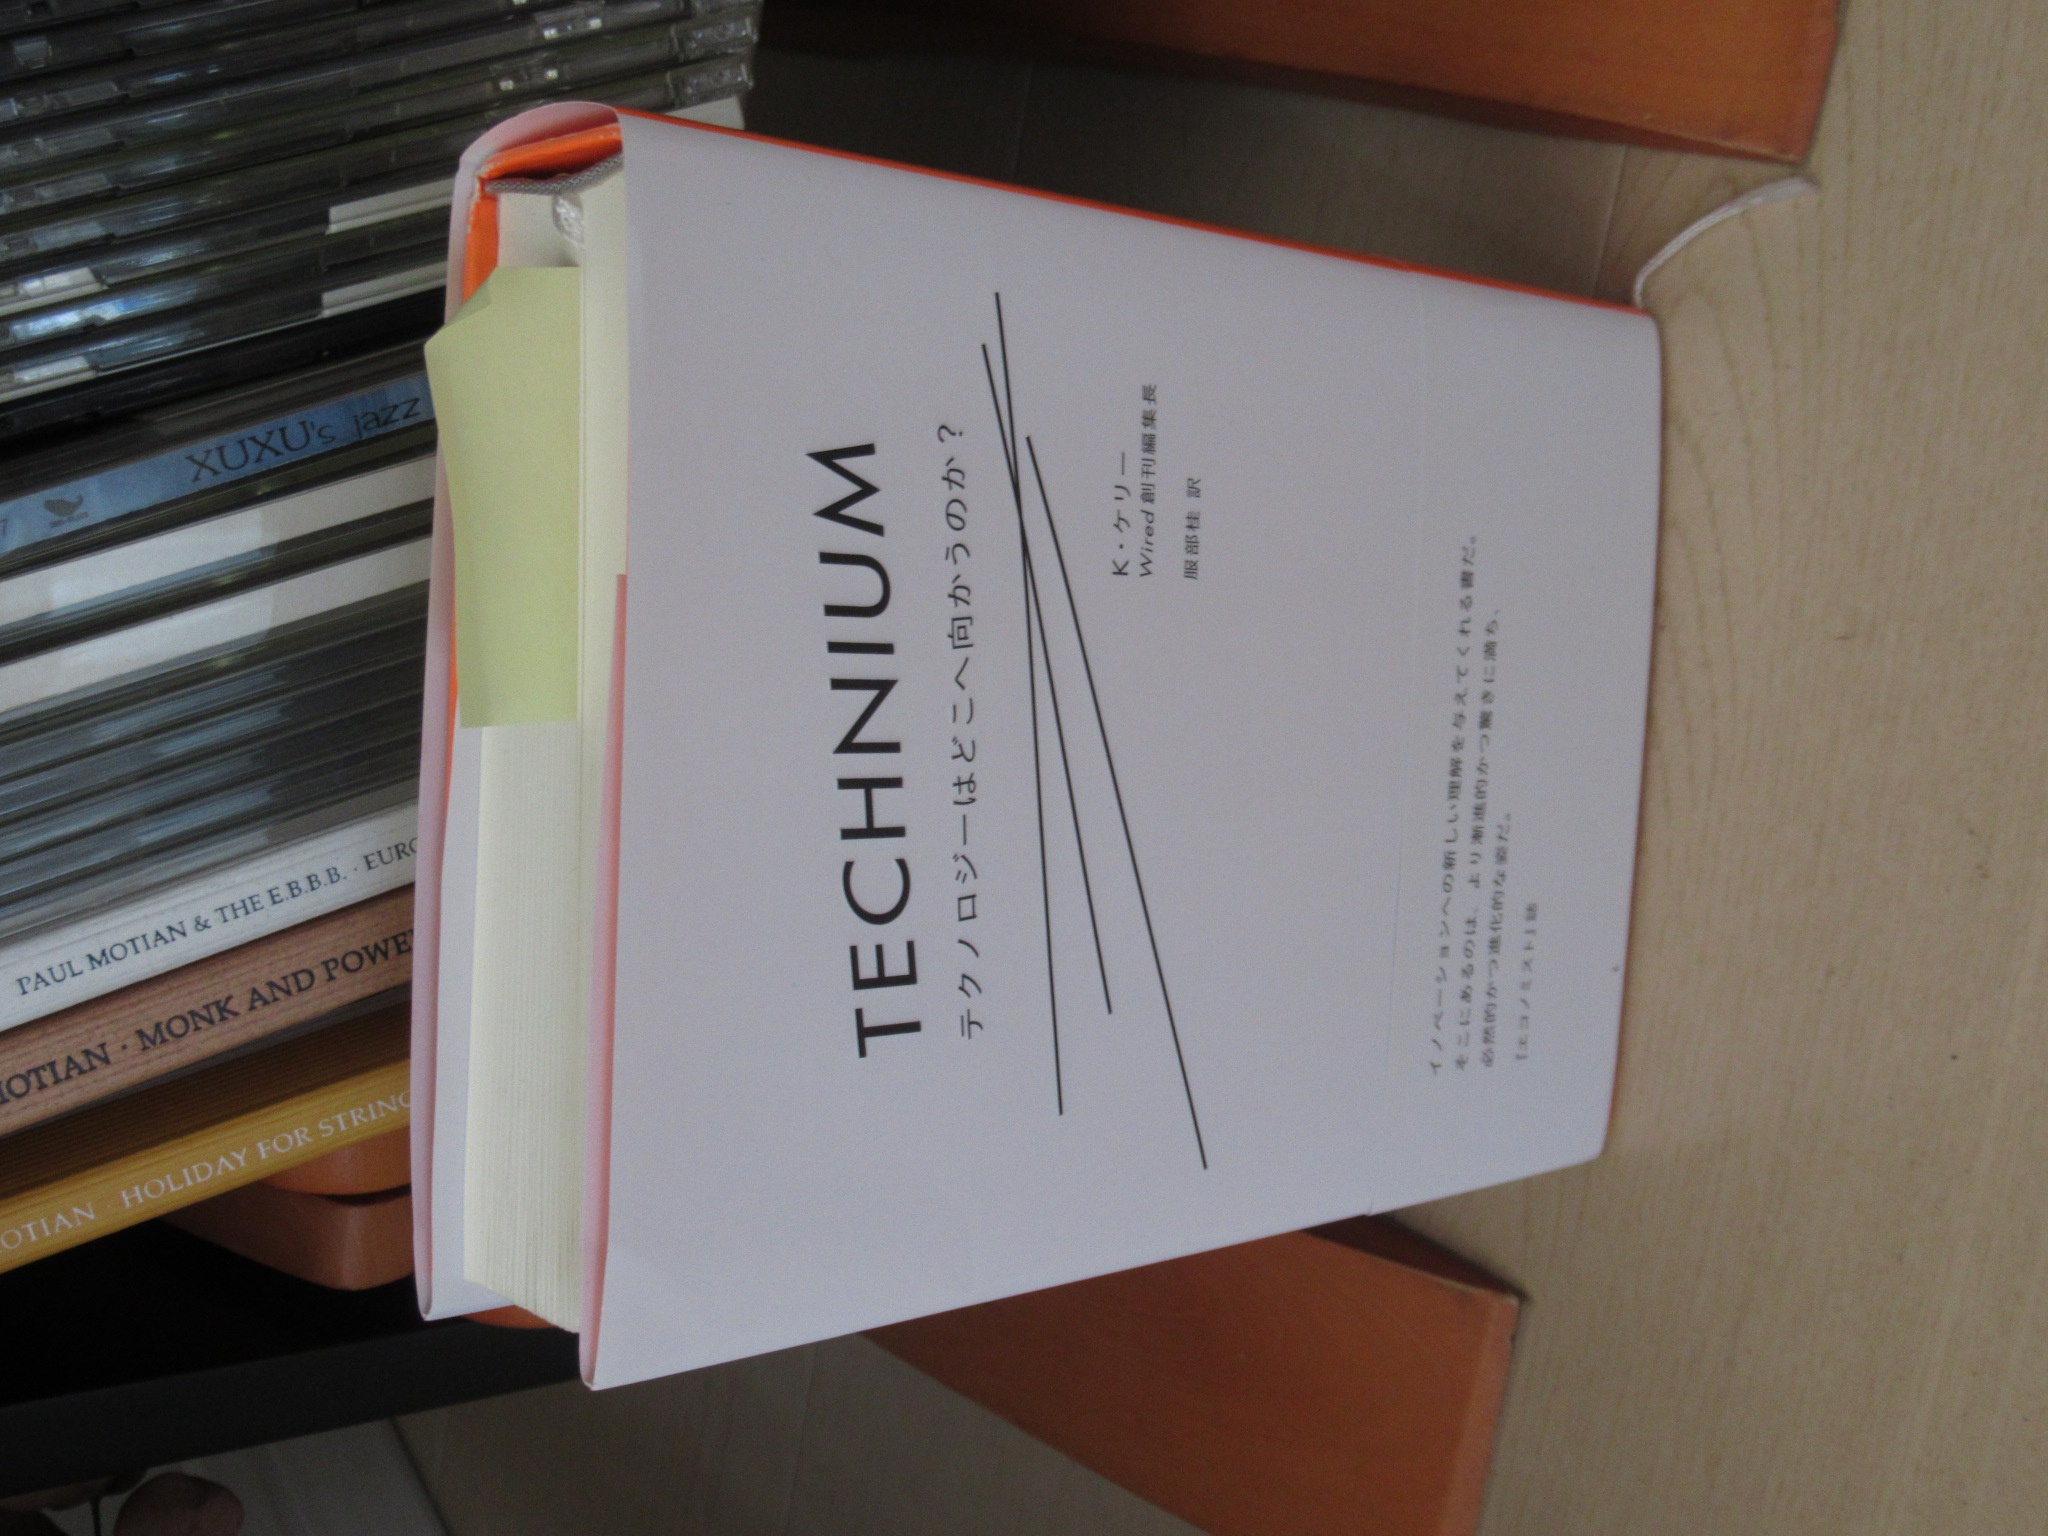 TECHNIUM
テクノロジーはどこへ向かうのか?
K・ケリー
Wired 創刊編集長
服部桂 訳
イノベーションへの新しい理解を与えてくれる書だ。
そこにあるのは、より漸進的かつ驚きに満ち、
必然的かつ進化的な姿だ。
『エコノミスト』誌
XUXU's jazz
PAUL MOTIAN & THE E.B.B.B. · EURO
MOTIAN · MONK AND POWE
OTIAN · HOLIDAY FOR STRING